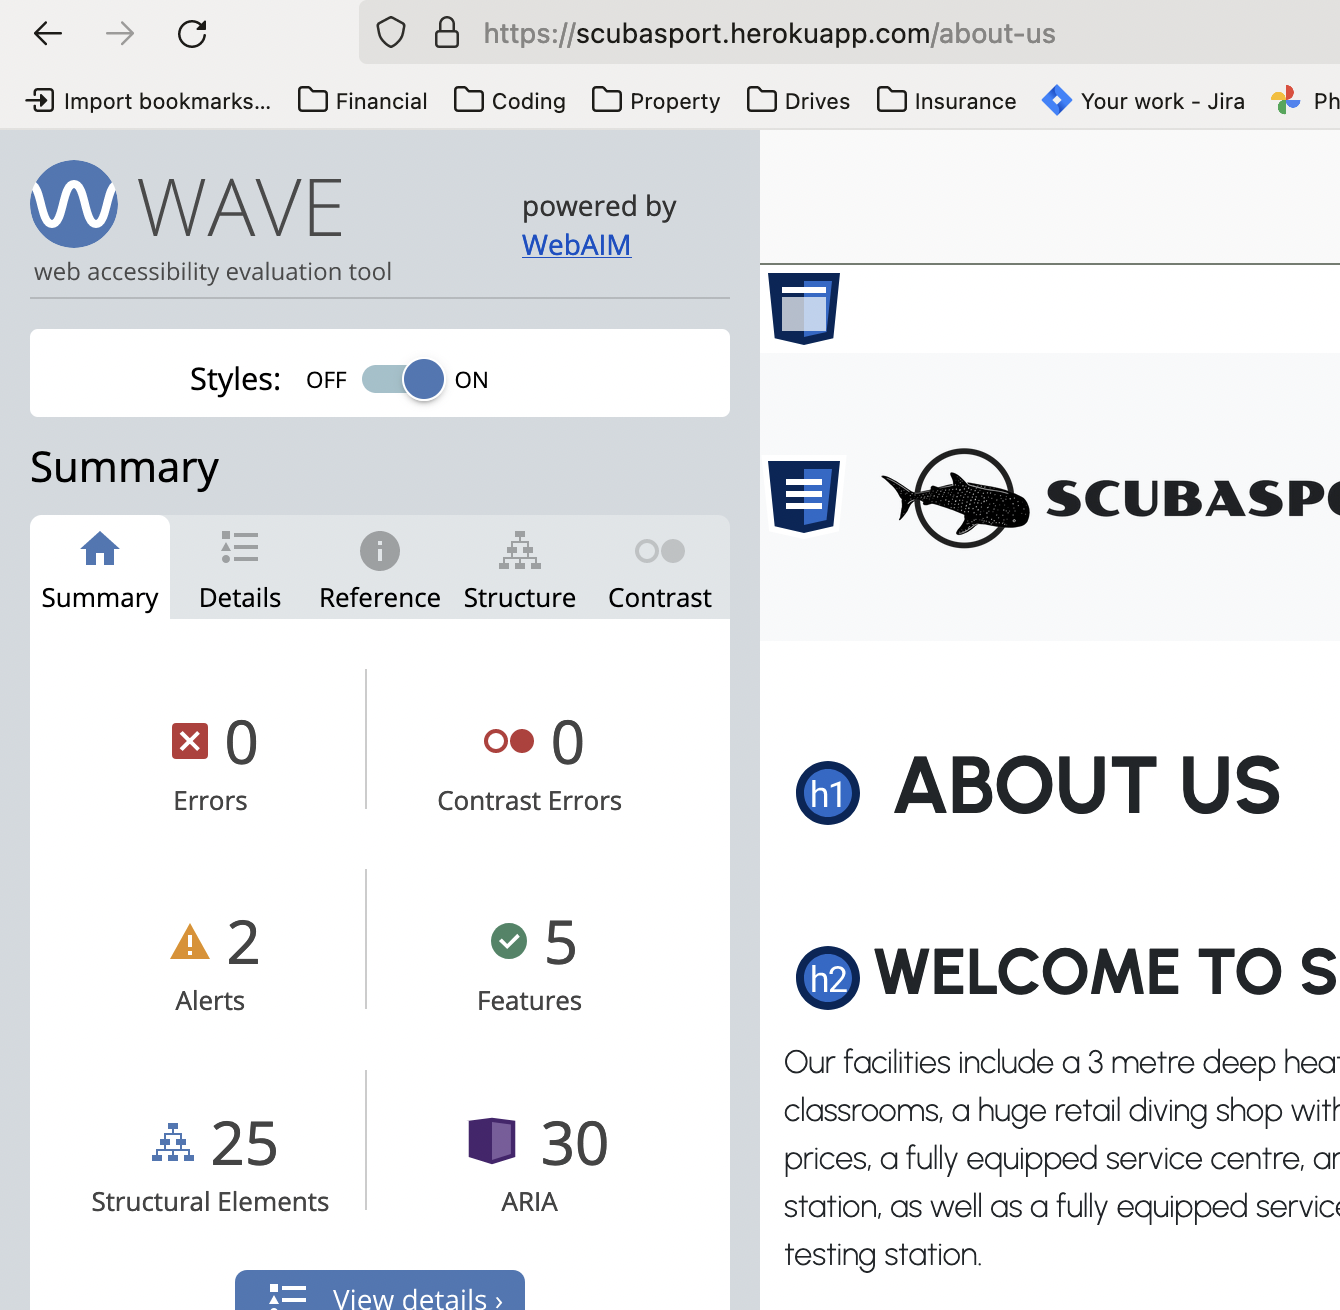 https://scubasport.herokuapp.com/about-us
Import bookmarks... Financial Coding Property Drives Insurance Your work - Jira Ph
WAVE
powered by
WebAIM
web accessibility evaluation tool
Styles: OFF ON
Summary
Summary Details Reference Structure Contrast
0 Errors
0 Contrast Errors
2 Alerts
5 Features
25 Structural Elements
30 ARIA
View details ›
SCUBASPO
h1 ABOUT US
h2 WELCOME TO S
Our facilities include a 3 metre deep heat
classrooms, a huge retail diving shop with
prices, a fully equipped service centre, an
station, as well as a fully equipped service
testing station.